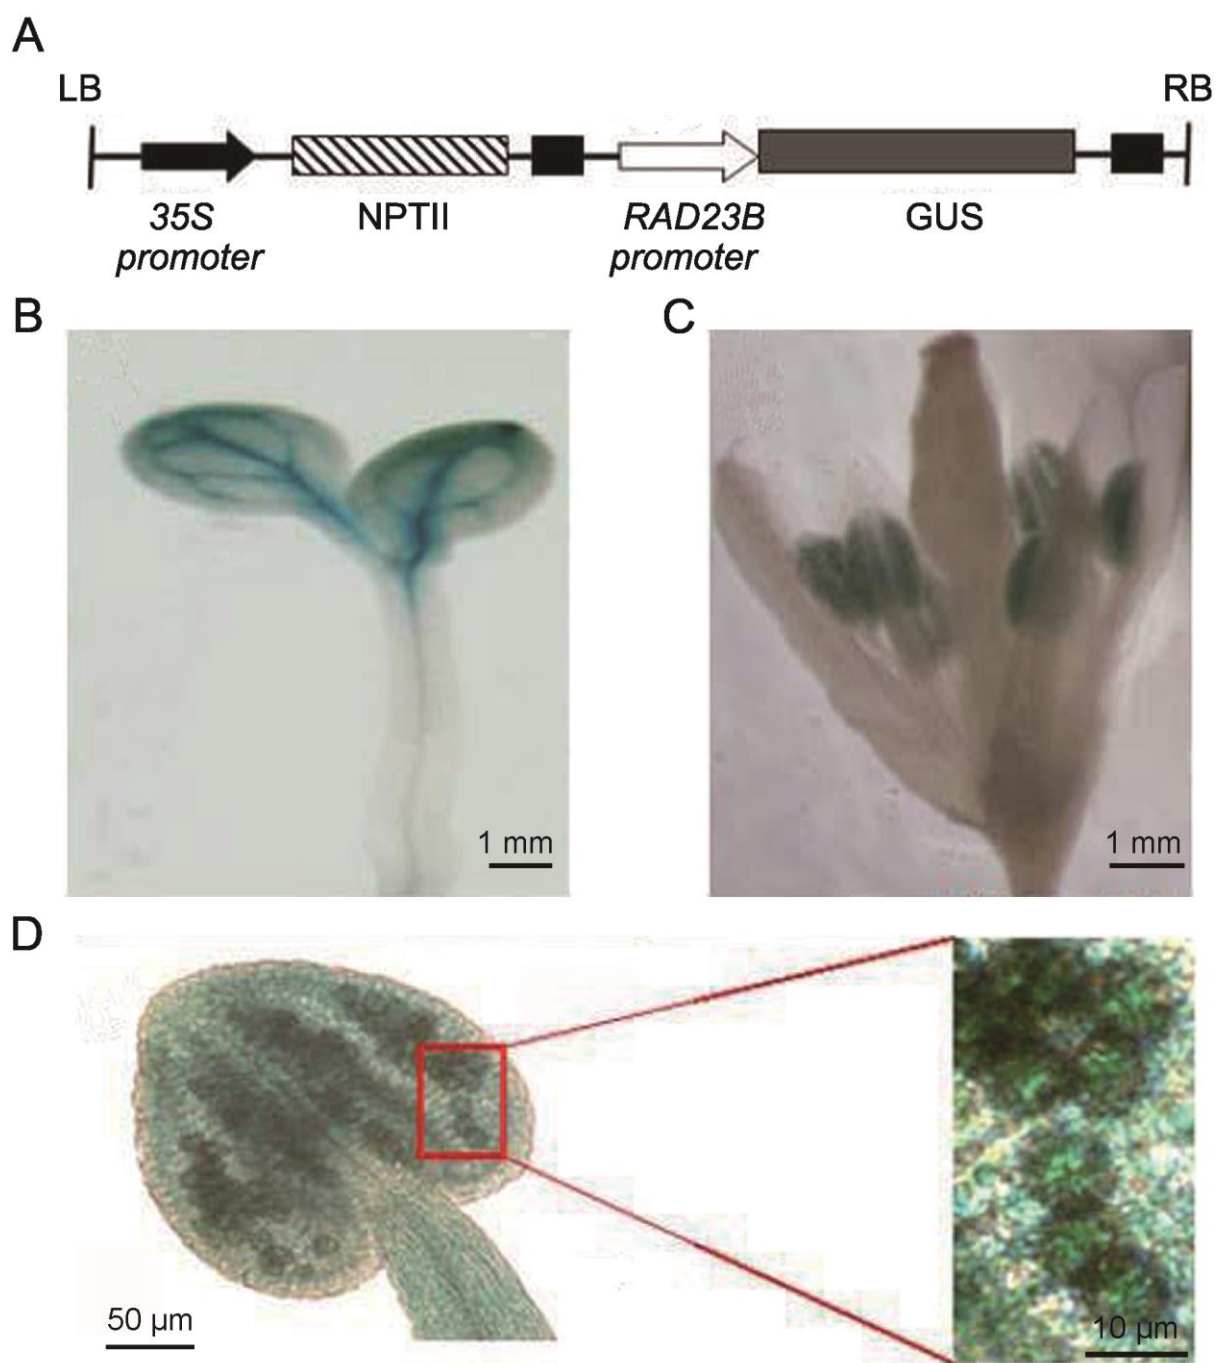 A
LB
RB
35S promoter
NPTII
RAD23B promoter
GUS
B
C
1 mm
1 mm
D
50 µm
10 µm